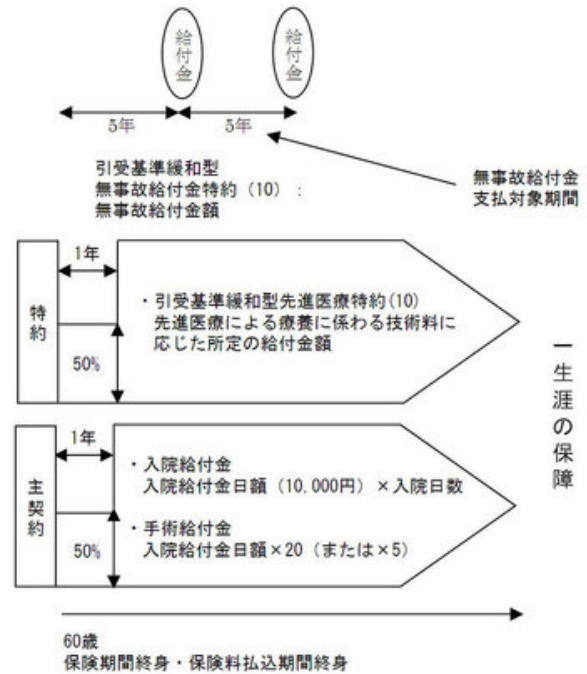 給付金
給付金
5年
5年
引受基準緩和型
無事故給付金特約(10):
無事故給付金額
無事故給付金
支払対象期間
特約
1年
50%
・引受基準緩和型先進医療特約(10)
先進医療による療養に係わる技術料に
応じた所定の給付金額
主契約
1年
50%
・入院給付金
入院給付金日額(10,000円)×入院日数
・手術給付金
入院給付金日額×20(または×5)
一生涯の保障
60歳
保険期間終身・保険料払込期間終身